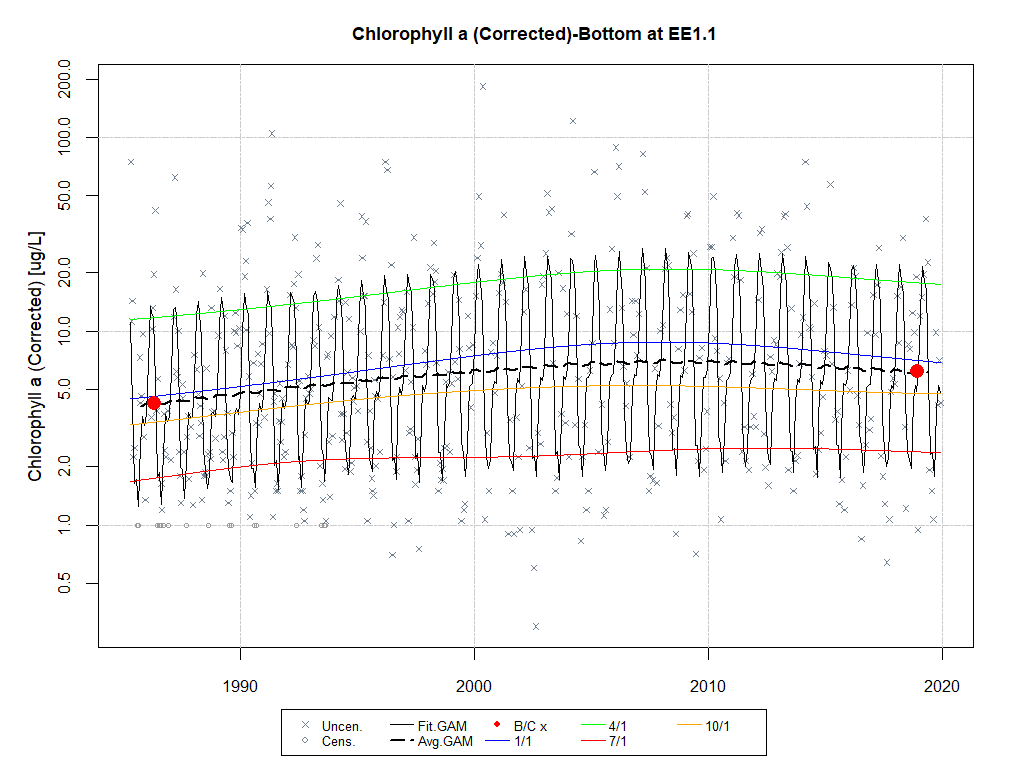 Chlorophyll a (Corrected)-Bottom at EE1.1
Chlorophyll a (Corrected) [ug/L]
200.0
100.0
50.0
20.0
10.0
5.0
2.0
1.0
0.5
1990 2000 2010 2020
Uncen. Fit.GAM B/C x 4/1 10/1
Cens. Avg.GAM 1/1 7/1